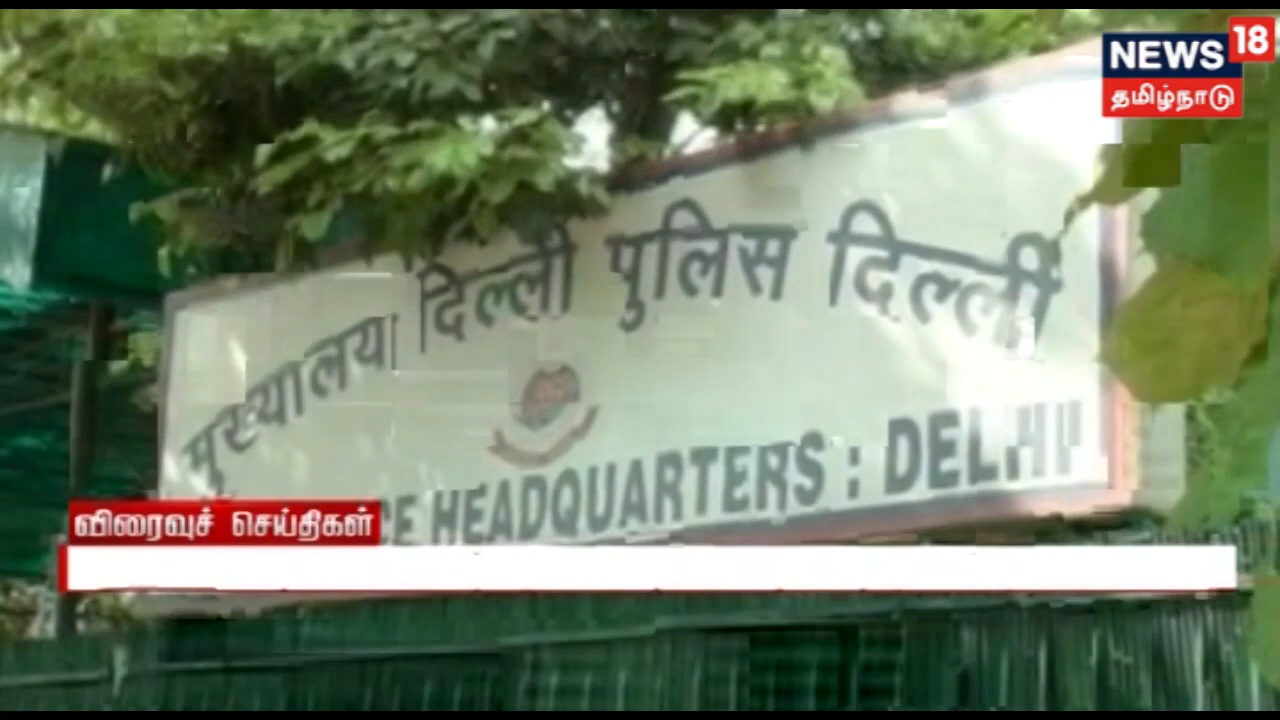 NEWS 18
தமிழ்நாடு
मुख्यालय दिल्ली पुलिस दिल्ली
HEADQUARTERS : DELHI
விரைவுச் செய்திகள்